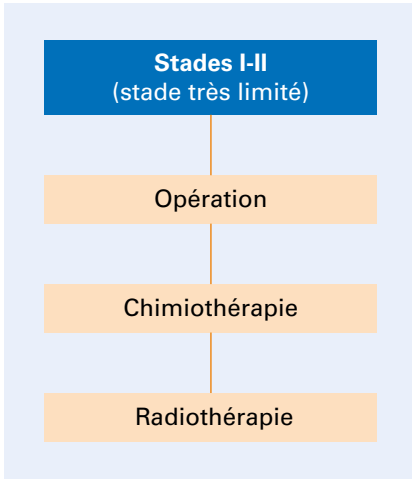 Stades I-II
(stade très limité)
Opération
Chimiothérapie
Radiothérapie